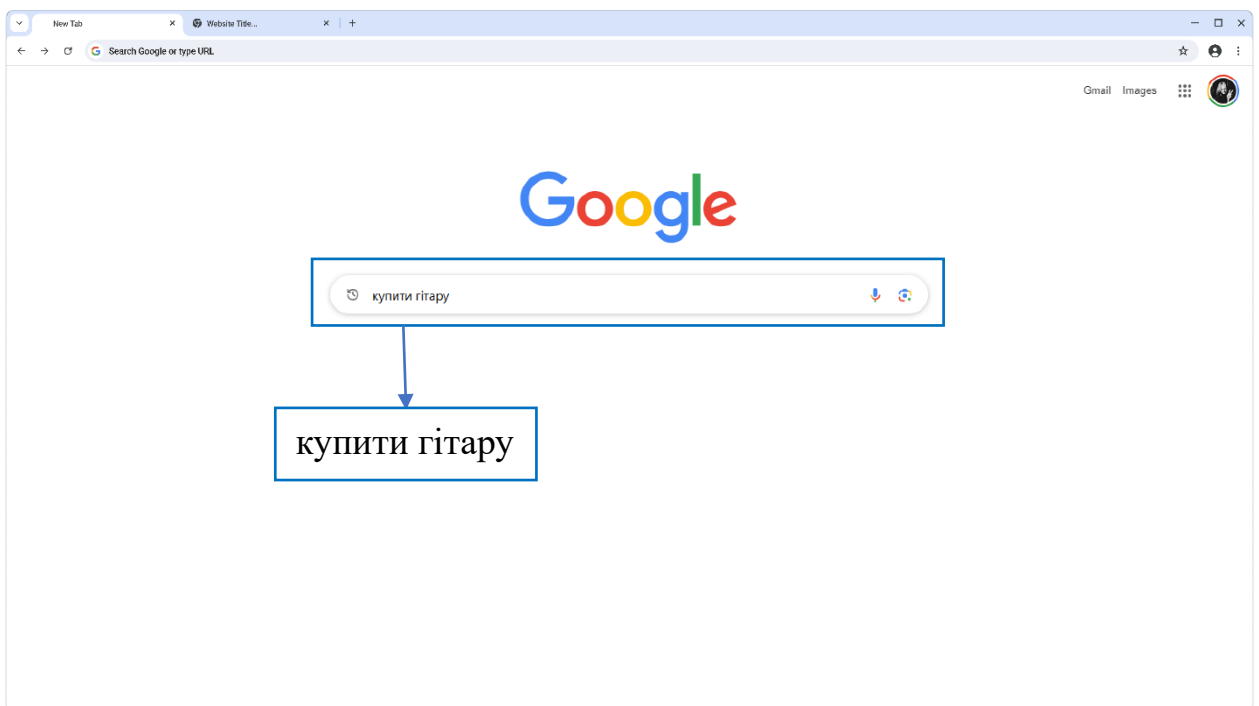 New Tab
Website Title...
Search Google or type URL
Gmail Images
Google
купити гітару
купити гітару